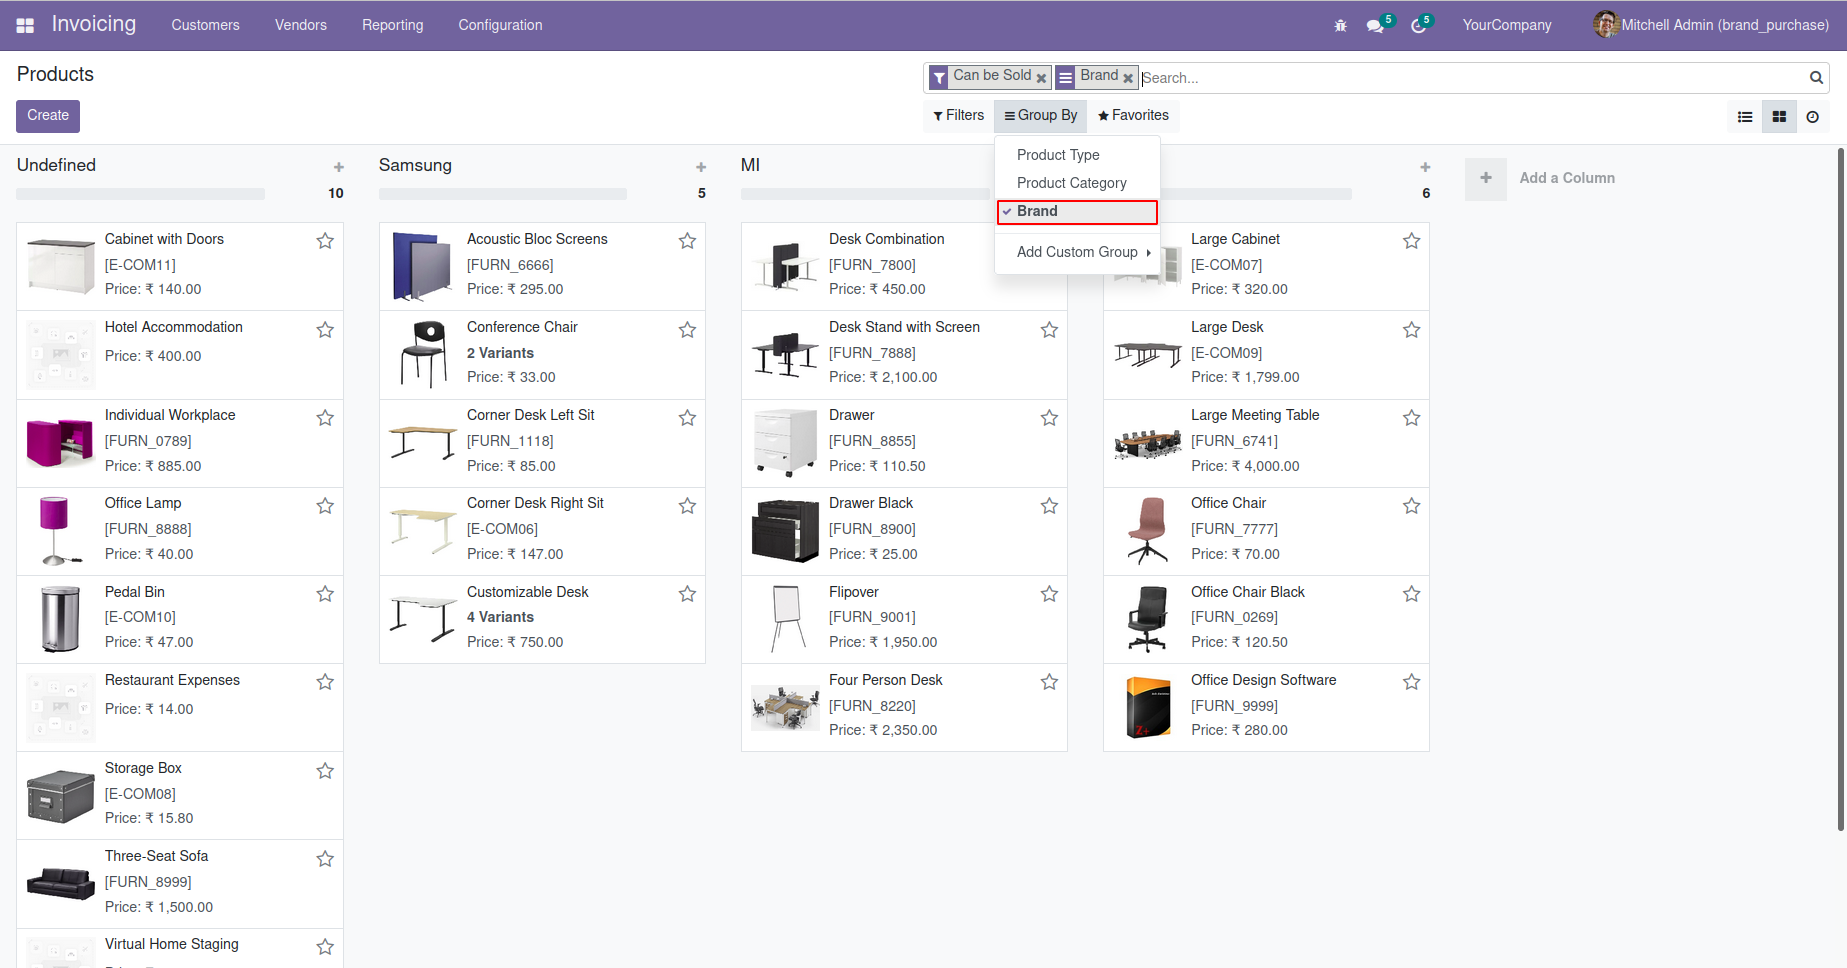 Invoicing
Customers
Vendors
Reporting
Configuration
5
5
YourCompany
Mitchell Admin (brand_purchase)
Products
Can be Sold
Brand
Search...
Create
Filters
Group By
Favorites
Product Type
Product Category
Brand
Add Custom Group
Undefined
10
Cabinet with Doors
[E-COM11]
Price: ₹ 140.00
Hotel Accommodation
Price: ₹ 400.00
Individual Workplace
[FURN_0789]
Price: ₹ 885.00
Office Lamp
[FURN_8888]
Price: ₹ 40.00
Pedal Bin
[E-COM10]
Price: ₹ 47.00
Restaurant Expenses
Price: ₹ 14.00
Storage Box
[E-COM08]
Price: ₹ 15.80
Three-Seat Sofa
[FURN_8999]
Price: ₹ 1,500.00
Virtual Home Staging
Samsung
5
Acoustic Bloc Screens
[FURN_6666]
Price: ₹ 295.00
Conference Chair
2 Variants
Price: ₹ 33.00
Corner Desk Left Sit
[FURN_1118]
Price: ₹ 85.00
Corner Desk Right Sit
[E-COM06]
Price: ₹ 147.00
Customizable Desk
4 Variants
Price: ₹ 750.00
MI
Desk Combination
[FURN_7800]
Price: ₹ 450.00
Desk Stand with Screen
[FURN_7888]
Price: ₹ 2,100.00
Drawer
[FURN_8855]
Price: ₹ 110.50
Drawer Black
[FURN_8900]
Price: ₹ 25.00
Flipover
[FURN_9001]
Price: ₹ 1,950.00
Four Person Desk
[FURN_8220]
Price: ₹ 2,350.00
6
Large Cabinet
[E-COM07]
Price: ₹ 320.00
Large Desk
[E-COM09]
Price: ₹ 1,799.00
Large Meeting Table
[FURN_6741]
Price: ₹ 4,000.00
Office Chair
[FURN_7777]
Price: ₹ 70.00
Office Chair Black
[FURN_0269]
Price: ₹ 120.50
Office Design Software
[FURN_9999]
Price: ₹ 280.00
Z+
Add a Column